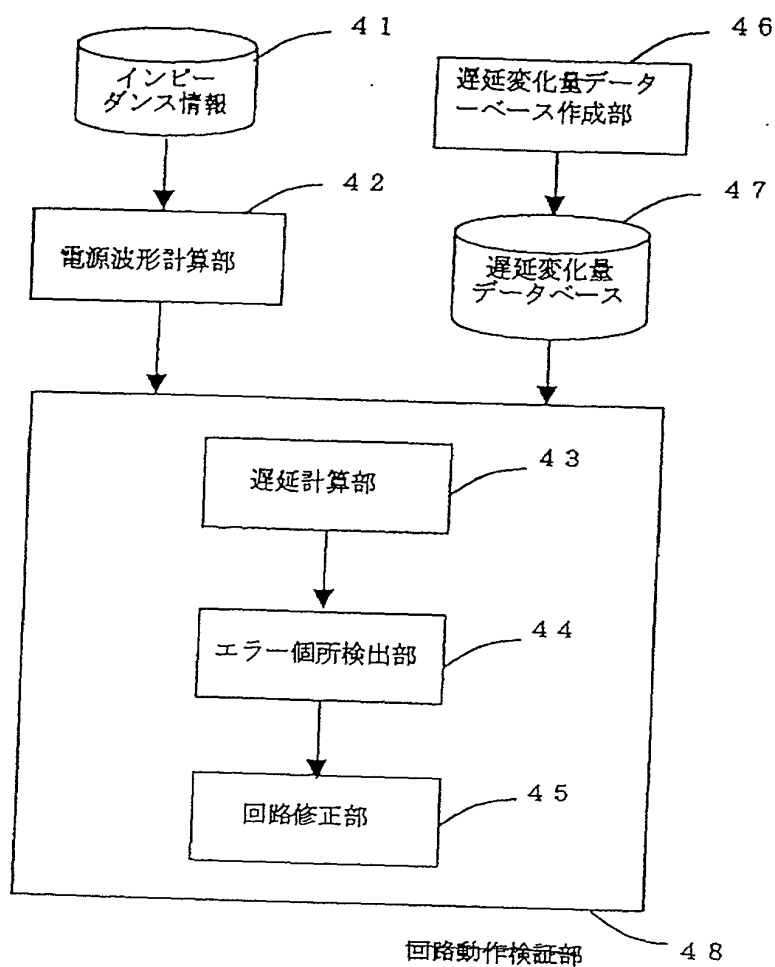 41
インピー
ダンス情報
46
遅延変化量データ
ーベース作成部
42
電源波形計算部
47
遅延変化量
データベース
43
遅延計算部
44
エラー個所検出部
45
回路修正部
回路動作検証部
48